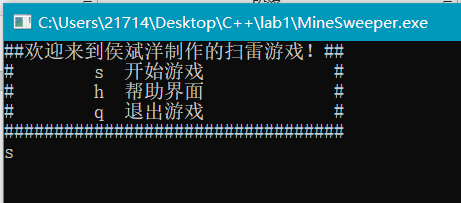 C:\Users\21714\Desktop\C++\lab1\MineSweeper.exe
##欢迎来到侯斌洋制作的扫雷游戏！##
#        s  开始游戏             #
#        h  帮助界面             #
#        q  退出游戏             #
##################################
s